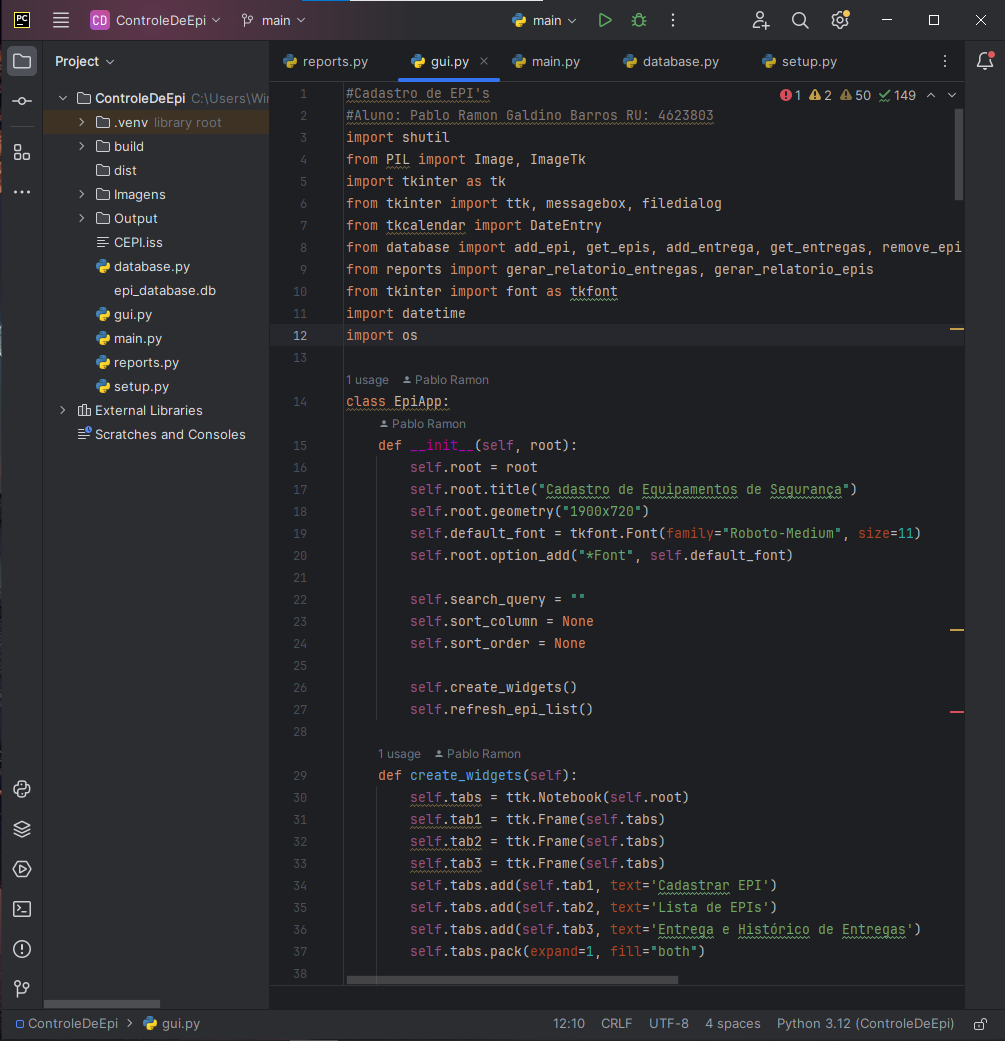 PC
CD ControleDeEpi
main
main
Project
reports.py
gui.py
main.py
database.py
setup.py
ControleDeEpi C:\Users\Wi
.venv library root
build
dist
Imagens
Output
CEPI.iss
database.py
epi_database.db
gui.py
main.py
reports.py
setup.py
External Libraries
Scratches and Consoles
1 2 50 149
1 #Cadastro de EPI's
2 #Aluno: Pablo Ramon Galdino Barros RU: 4623803
3 import shutil
4 from PIL import Image, ImageTk
5 import tkinter as tk
6 from tkinter import ttk, messagebox, filedialog
7 from tkcalendar import DateEntry
8 from database import add_epi, get_epis, add_entrega, get_entregas, remove_epi
9 from reports import gerar_relatorio_entregas, gerar_relatorio_epis
10 from tkinter import font as tkfont
11 import datetime
12 import os
13
1 usage Pablo Ramon
14 class EpiApp:
Pablo Ramon
15 def __init__(self, root):
16 self.root = root
17 self.root.title("Cadastro de Equipamentos de Segurança")
18 self.root.geometry("1900x720")
19 self.default_font = tkfont.Font(family="Roboto-Medium", size=11)
20 self.root.option_add("*Font", self.default_font)
21
22 self.search_query = ""
23 self.sort_column = None
24 self.sort_order = None
25
26 self.create_widgets()
27 self.refresh_epi_list()
28
1 usage Pablo Ramon
29 def create_widgets(self):
30 self.tabs = ttk.Notebook(self.root)
31 self.tab1 = ttk.Frame(self.tabs)
32 self.tab2 = ttk.Frame(self.tabs)
33 self.tab3 = ttk.Frame(self.tabs)
34 self.tabs.add(self.tab1, text='Cadastrar EPI')
35 self.tabs.add(self.tab2, text='Lista de EPIs')
36 self.tabs.add(self.tab3, text='Entrega e Histórico de Entregas')
37 self.tabs.pack(expand=1, fill="both")
38
ControleDeEpi
gui.py
12:10 CRLF UTF-8 4 spaces Python 3.12 (ControleDeEpi)